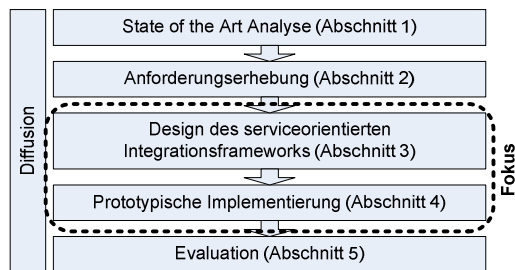 State of the Art Analyse (Abschnitt 1)
Anforderungserhebung (Abschnitt 2)
Design des serviceorientierten
Integrationsframeworks (Abschnitt 3)
Prototypische Implementierung (Abschnitt 4)
Evaluation (Abschnitt 5)
Diffusion
Fokus